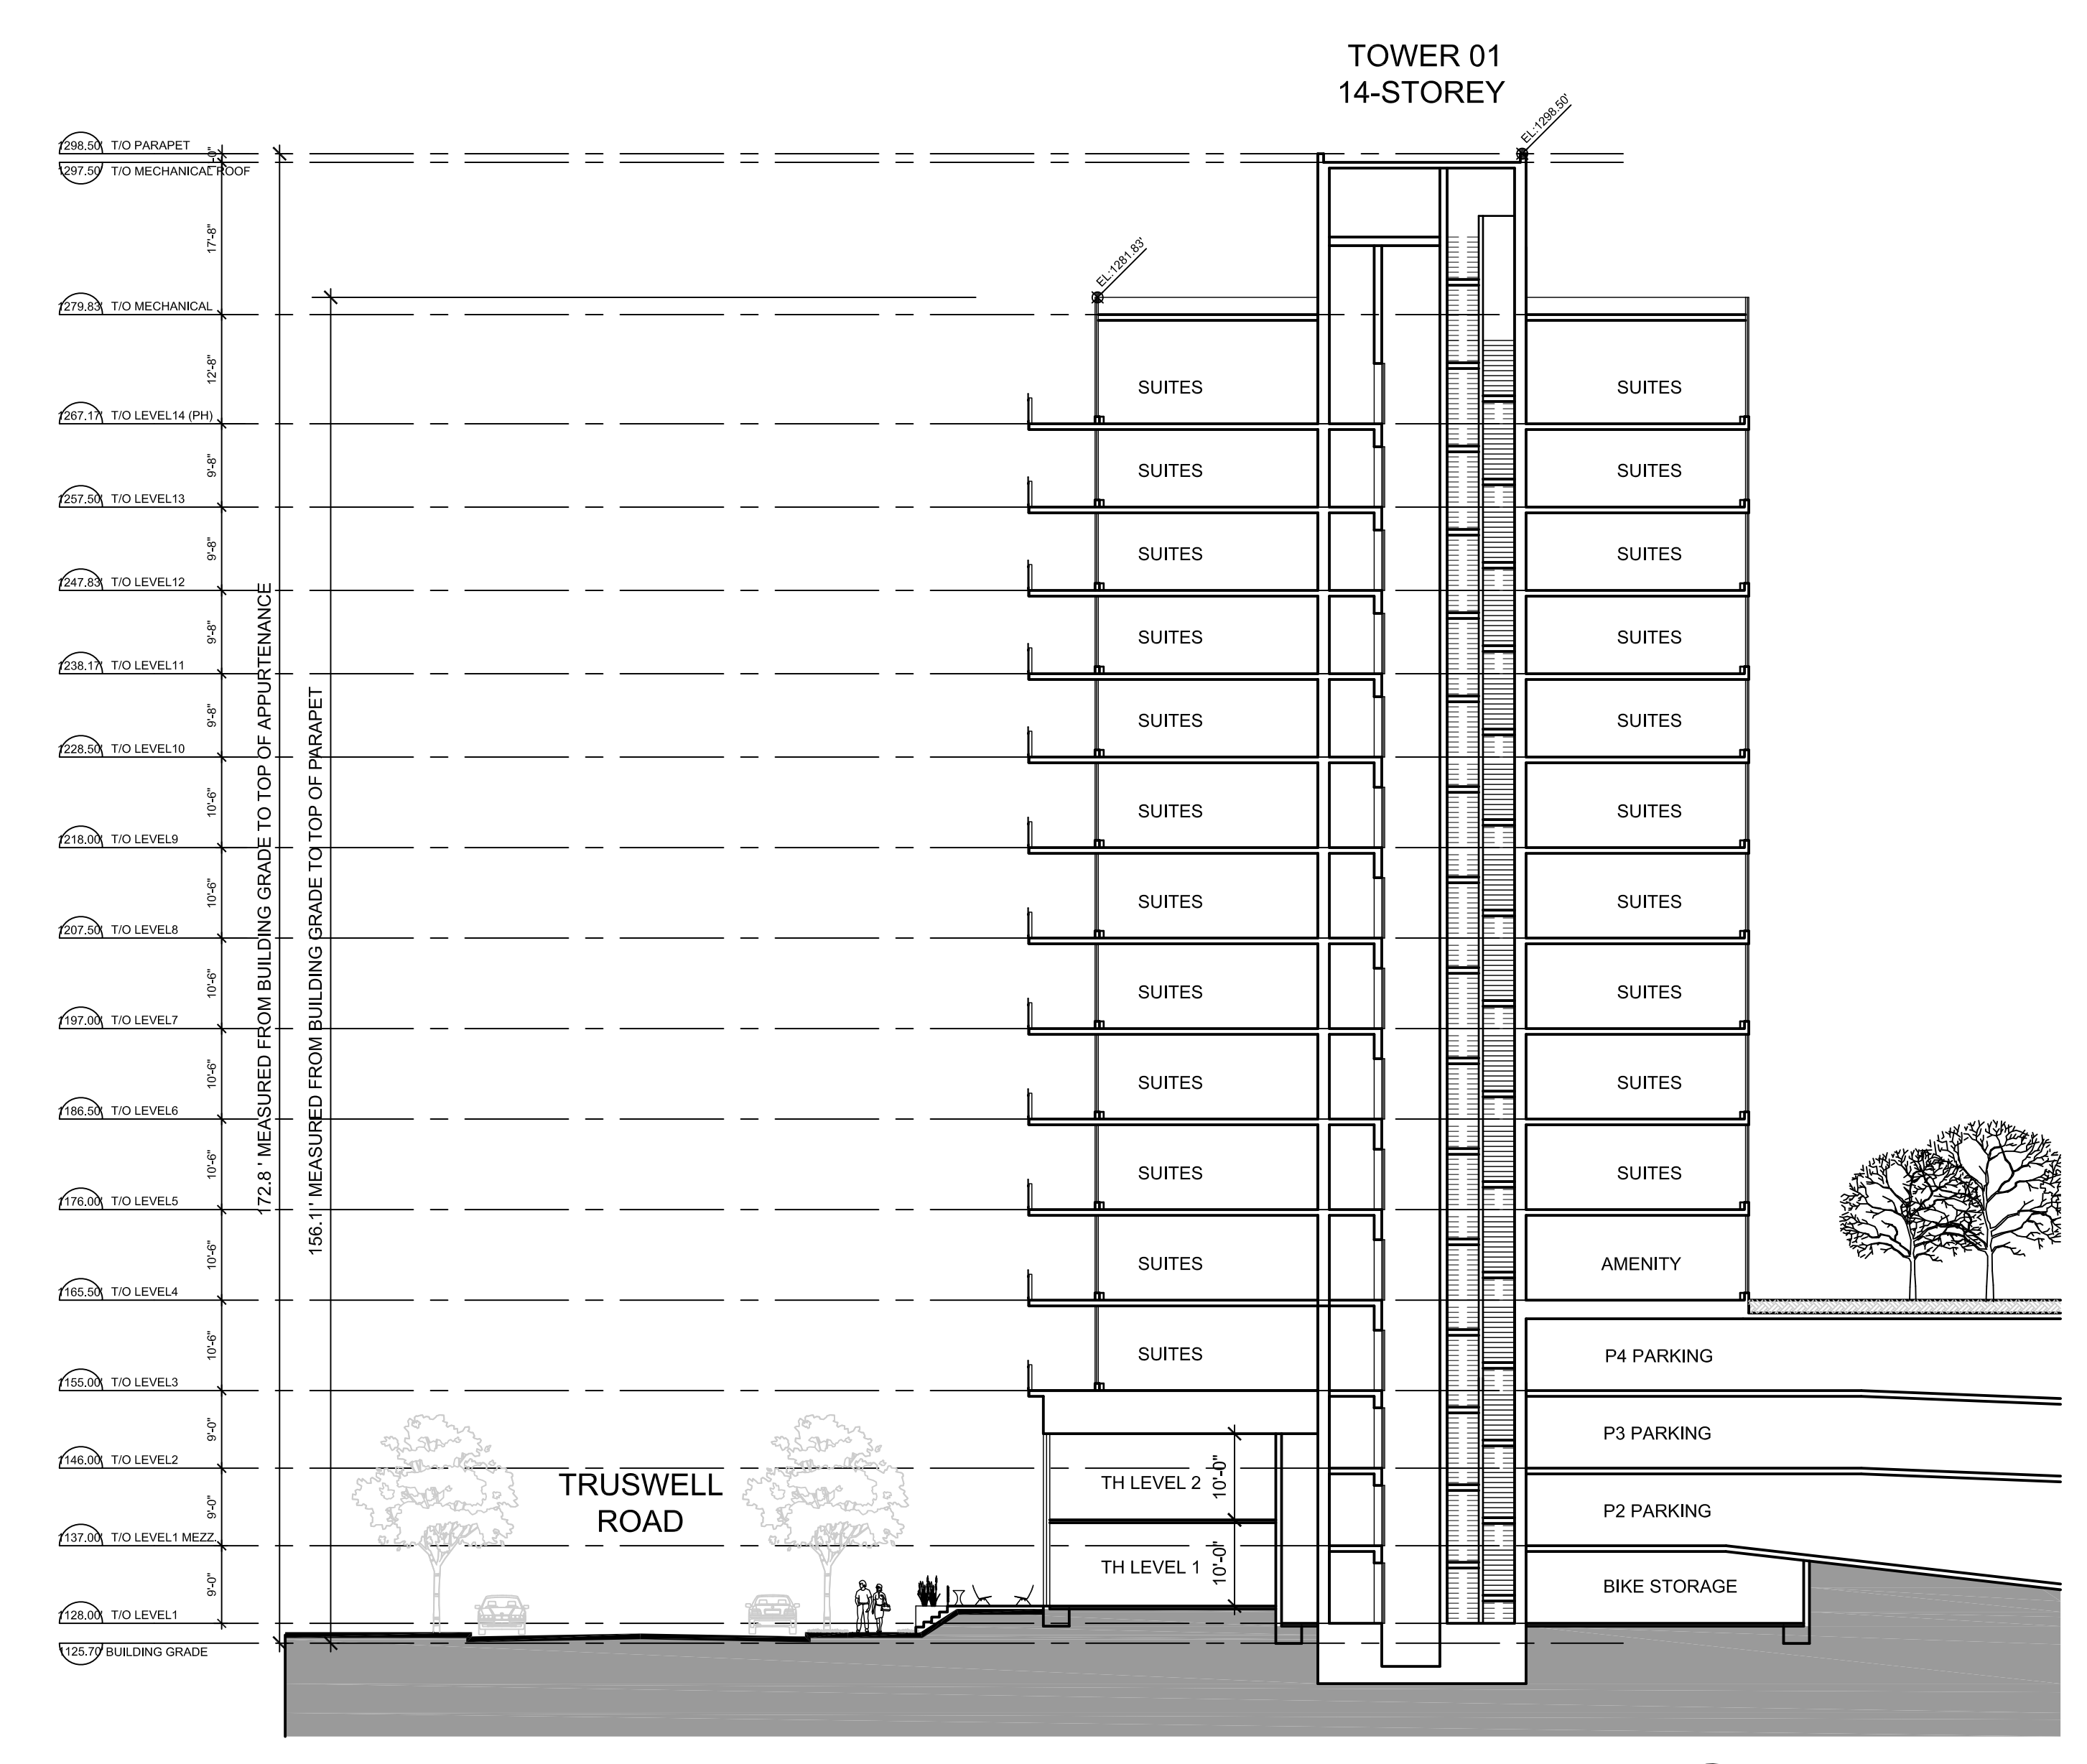 TOWER 01
14-STOREY
EL:1298.50'
1298.50' T/O PARAPET
1'-0"
1297.50' T/O MECHANICAL ROOF
17'-8"
EL:1281.83'
1279.83' T/O MECHANICAL
12'-8"
SUITES SUITES
1267.17' T/O LEVEL14 (PH)
9'-8"
SUITES SUITES
1257.50' T/O LEVEL13
9'-8"
SUITES SUITES
1247.83' T/O LEVEL12
9'-8"
SUITES SUITES
1238.17' T/O LEVEL11
9'-8"
SUITES SUITES
1228.50' T/O LEVEL10
10'-6"
SUITES SUITES
1218.00' T/O LEVEL9
10'-6"
SUITES SUITES
1207.50' T/O LEVEL8
10'-6"
SUITES SUITES
1197.00' T/O LEVEL7
10'-6"
SUITES SUITES
1186.50' T/O LEVEL6
10'-6"
SUITES SUITES
1176.00' T/O LEVEL5
10'-6"
SUITES AMENITY
1165.50' T/O LEVEL4
10'-6"
SUITES P4 PARKING
1155.00' T/O LEVEL3
9'-0"
P3 PARKING
1146.00' T/O LEVEL2
9'-0"
TH LEVEL 2 10'-0" P2 PARKING
1137.00' T/O LEVEL1 MEZZ.
9'-0"
TH LEVEL 1 10'-0" BIKE STORAGE
1128.00' T/O LEVEL1
1125.70' BUILDING GRADE
172.8 ' MEASURED FROM BUILDING GRADE TO TOP OF APPURTENANCE
156.1' MEASURED FROM BUILDING GRADE TO TOP OF PARAPET
TRUSWELL
ROAD